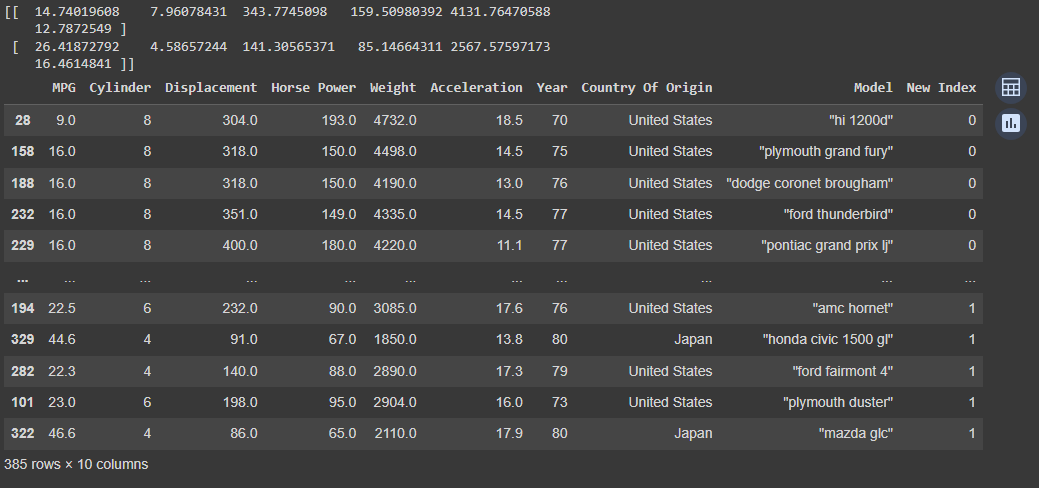 [[  14.74019608    7.96078431  343.7745098   159.50980392 4131.76470588
    12.7872549 ]
 [  26.41872792    4.58657244  141.30565371   85.14664311 2567.57597173
    16.4614841 ]]
MPG Cylinder Displacement Horse Power Weight Acceleration Year Country Of Origin Model New Index
28 9.0 8 304.0 193.0 4732.0 18.5 70 United States "hi 1200d" 0
158 16.0 8 318.0 150.0 4498.0 14.5 75 United States "plymouth grand fury" 0
188 16.0 8 318.0 150.0 4190.0 13.0 76 United States "dodge coronet brougham" 0
232 16.0 8 351.0 149.0 4335.0 14.5 77 United States "ford thunderbird" 0
229 16.0 8 400.0 180.0 4220.0 11.1 77 United States "pontiac grand prix lj" 0
... ... ... ... ... ... ... ... ... ... ...
194 22.5 6 232.0 90.0 3085.0 17.6 76 United States "amc hornet" 1
329 44.6 4 91.0 67.0 1850.0 13.8 80 Japan "honda civic 1500 gl" 1
282 22.3 4 140.0 88.0 2890.0 17.3 79 United States "ford fairmont 4" 1
101 23.0 6 198.0 95.0 2904.0 16.0 73 United States "plymouth duster" 1
322 46.6 4 86.0 65.0 2110.0 17.9 80 Japan "mazda glc" 1
385 rows × 10 columns